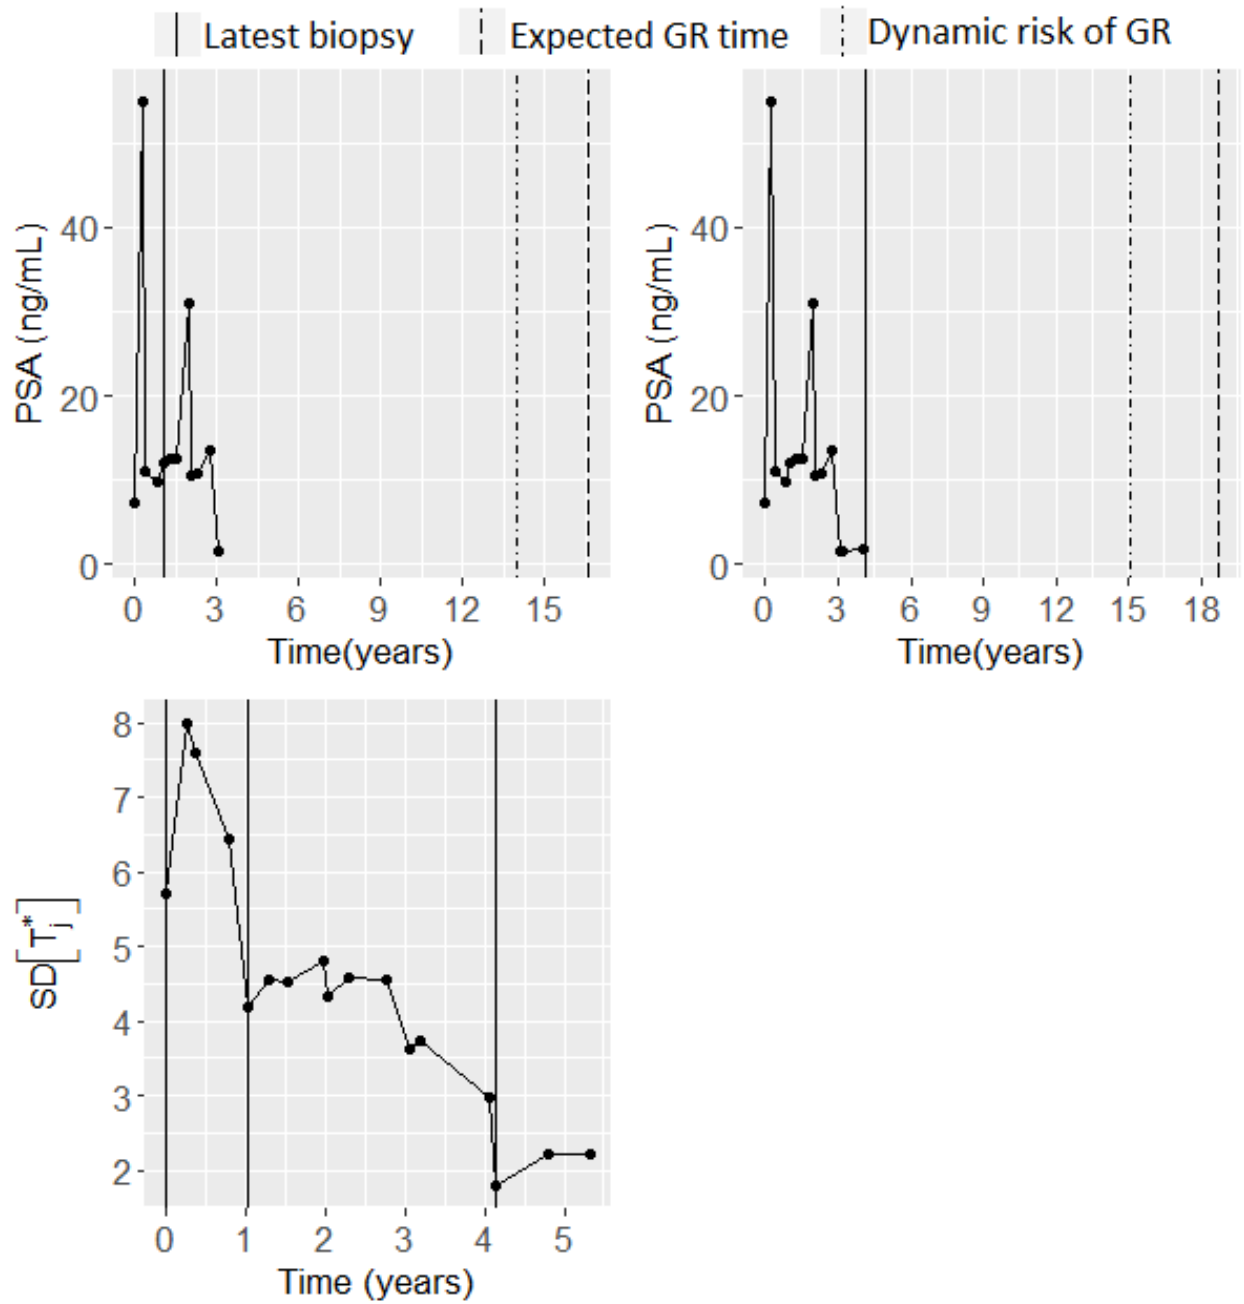 Latest biopsy Expected GR time Dynamic risk of GR
PSA (ng/mL)
40
20
0
0 3 6 9 12 15
Time(years)
PSA (ng/mL)
40
20
0
0 3 6 9 12 15 18
Time(years)
SD[T*j]
8
7
6
5
4
3
2
0 1 2 3 4 5
Time (years)